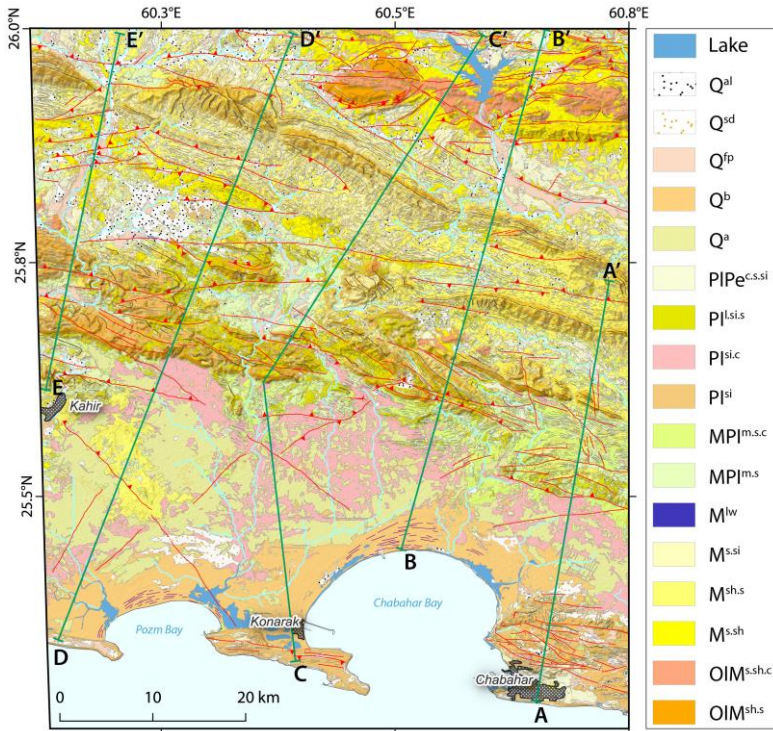 60.3°E
60.5°E
60.8°E
26.0°N
25.8°N
25.5°N
E’
D’
C’
B’
A’
E
Kahir
B
Chabahar Bay
Pozm Bay
Konarak
D
C
Chabahar
A
0 10 20 km
Lake
Qᵃˡ
Qˢᵈ
Qᶠᵖ
Qᵇ
Qᵃ
PlPeᶜ·ˢ·ˢⁱ
Plˡ·ˢⁱ·ˢ
Plˢⁱ·ᶜ
Plˢⁱ
MPlᵐ·ˢ·ᶜ
MPlᵐ·ˢ
Mˡʷ
Mˢ·ˢⁱ
Mˢʰ·ˢ
Mˢ·ˢʰ
OlMˢ·ˢʰ·ᶜ
OlMˢʰ·ˢ